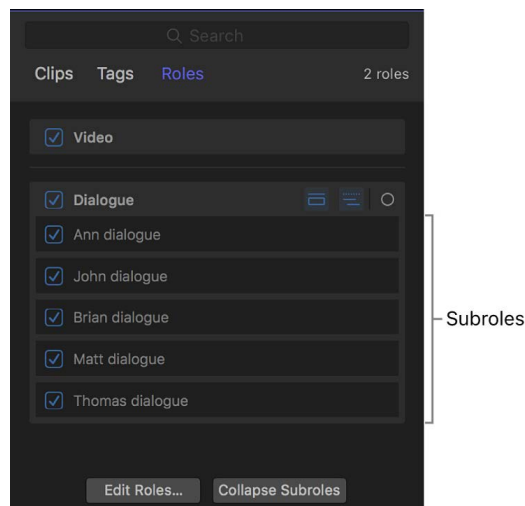 Search
Clips Tags Roles 2 roles
Video
Dialogue
Ann dialogue
John dialogue
Brian dialogue
Matt dialogue
Thomas dialogue
Subroles
Edit Roles... Collapse Subroles